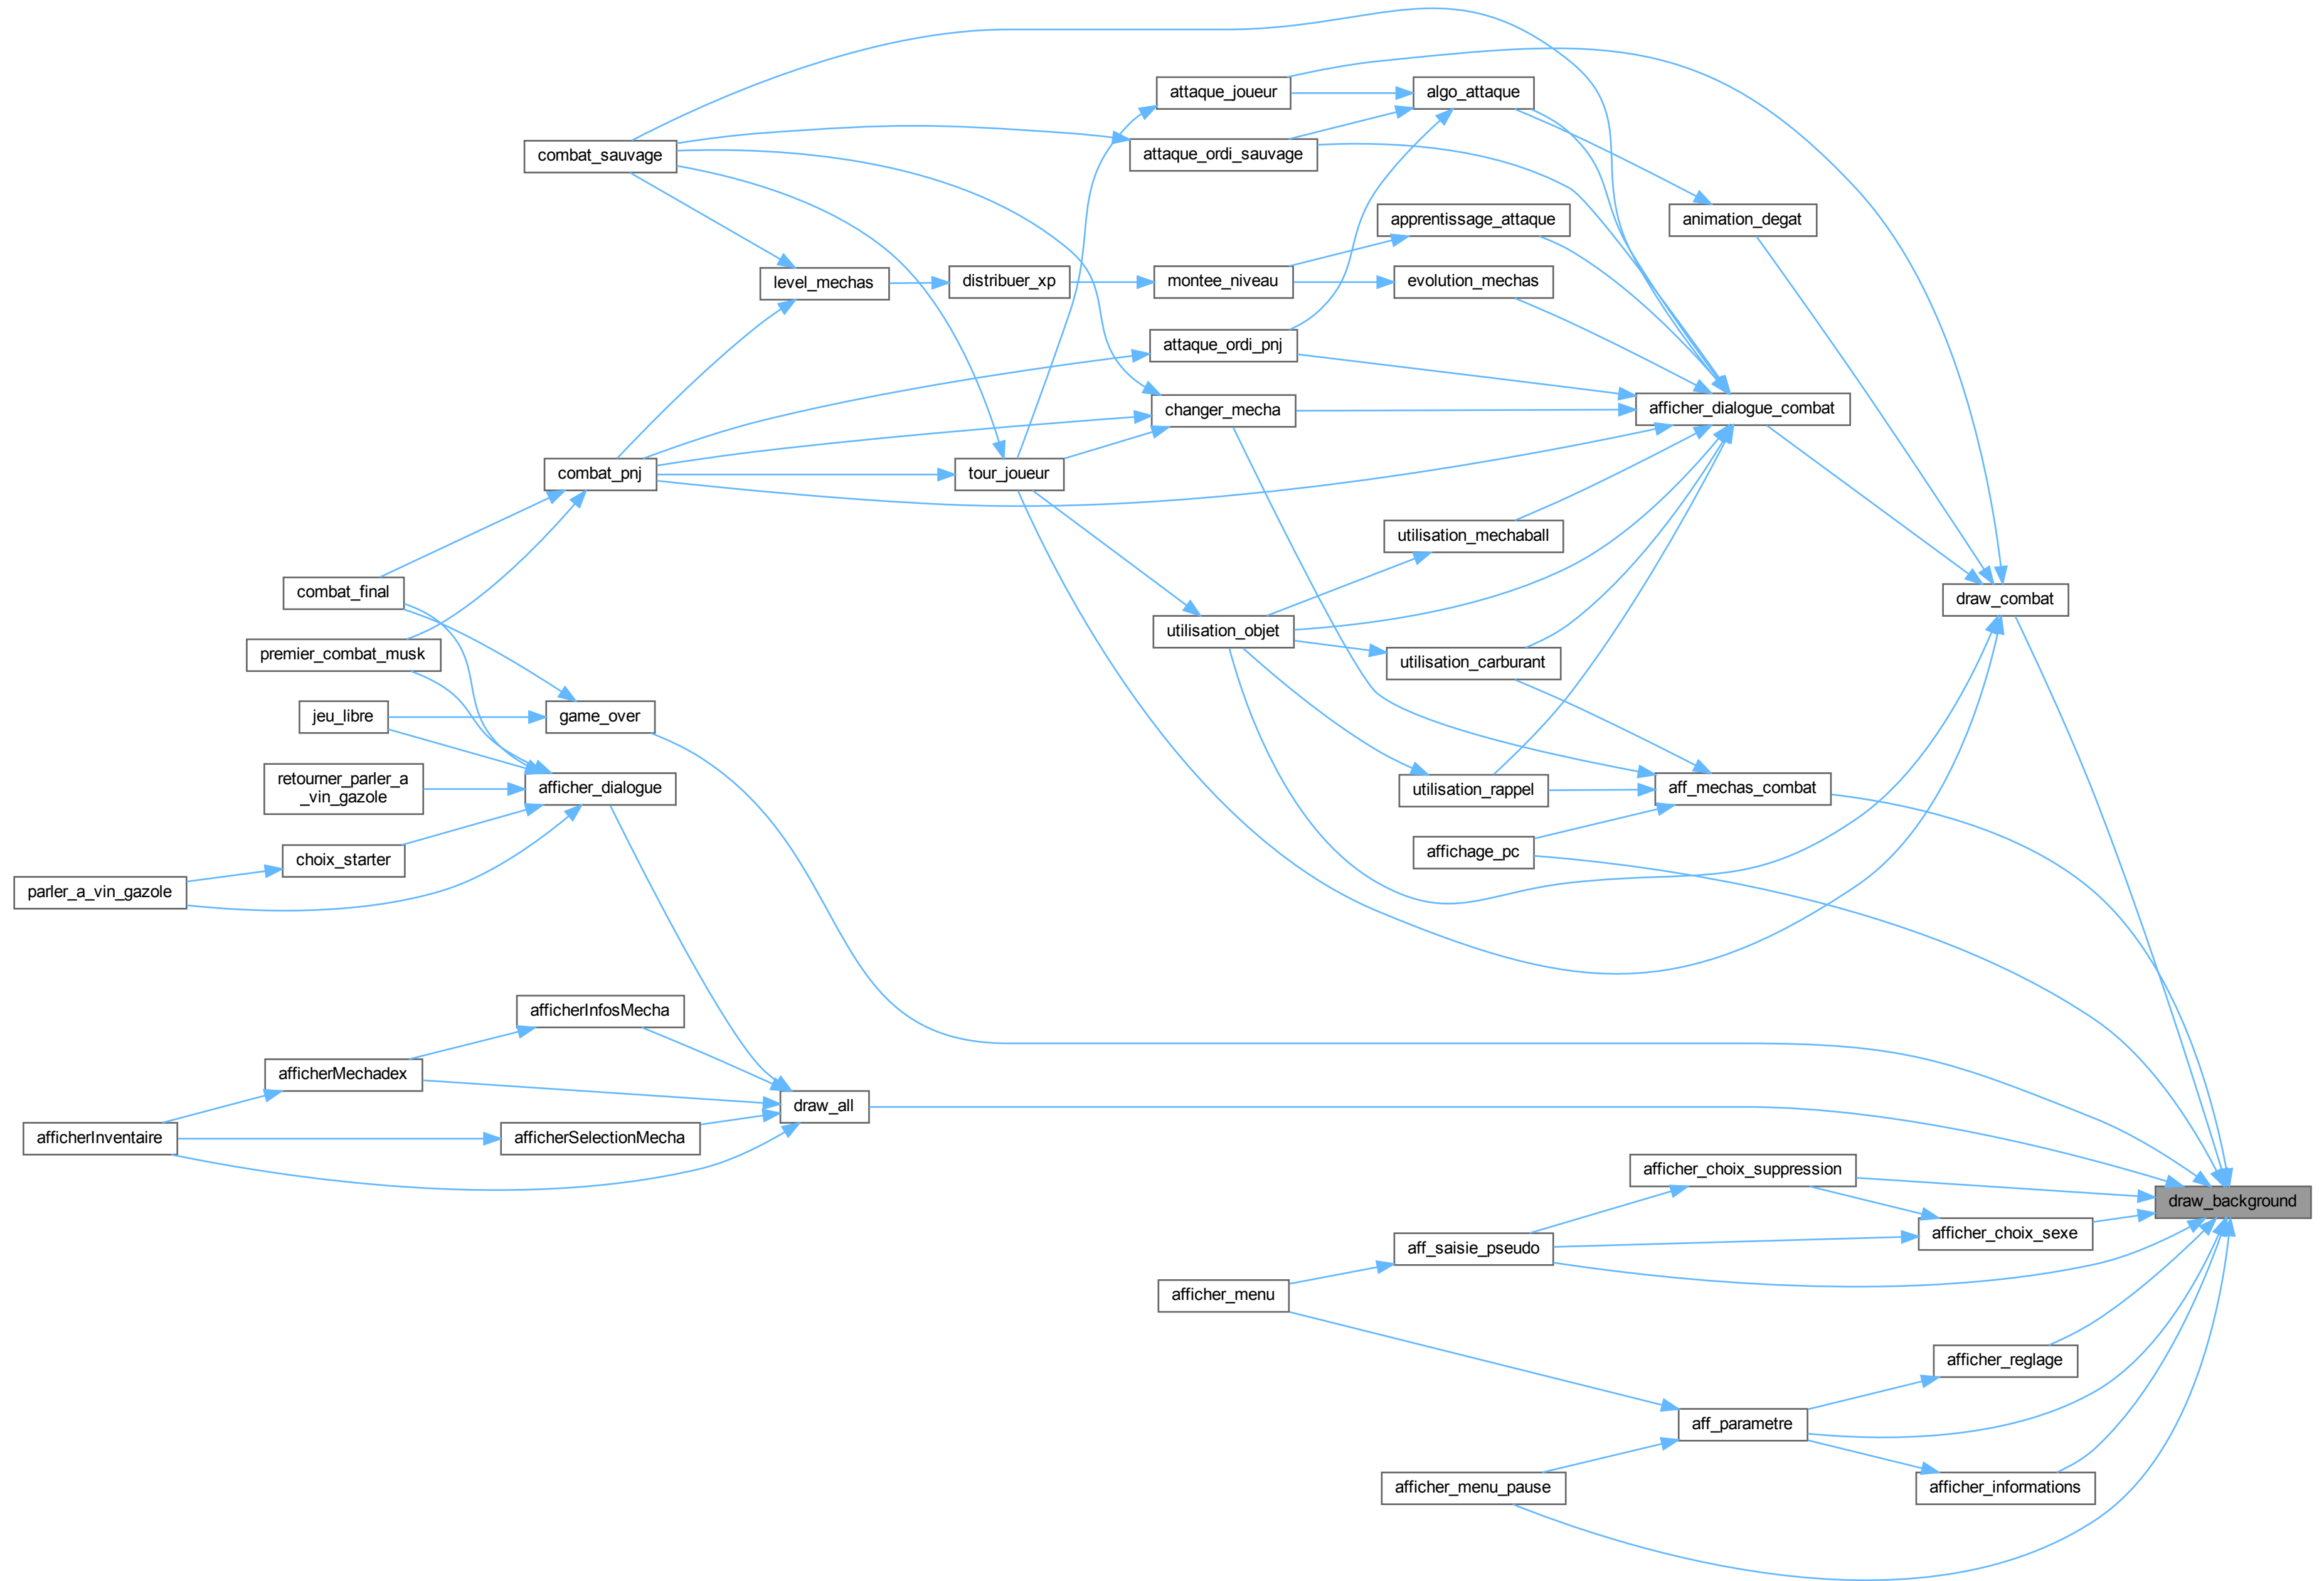 attaque_joueur
algo_attaque
combat_sauvage
attaque_ordi_sauvage
apprentissage_attaque
animation_degat
level_mechas
distribuer_xp
montee_niveau
evolution_mechas
attaque_ordi_pnj
changer_mecha
afficher_dialogue_combat
combat_pnj
tour_joueur
utilisation_mechaball
combat_final
draw_combat
utilisation_objet
premier_combat_musk
utilisation_carburant
jeu_libre
game_over
retourner_parler_a
_vin_gazole
afficher_dialogue
utilisation_rappel
aff_mechas_combat
choix_starter
affichage_pc
parler_a_vin_gazole
afficherInfosMecha
afficherMechadex
draw_all
afficherInventaire
afficherSelectionMecha
afficher_choix_suppression
draw_background
afficher_choix_sexe
aff_saisie_pseudo
afficher_menu
afficher_reglage
aff_parametre
afficher_menu_pause
afficher_informations